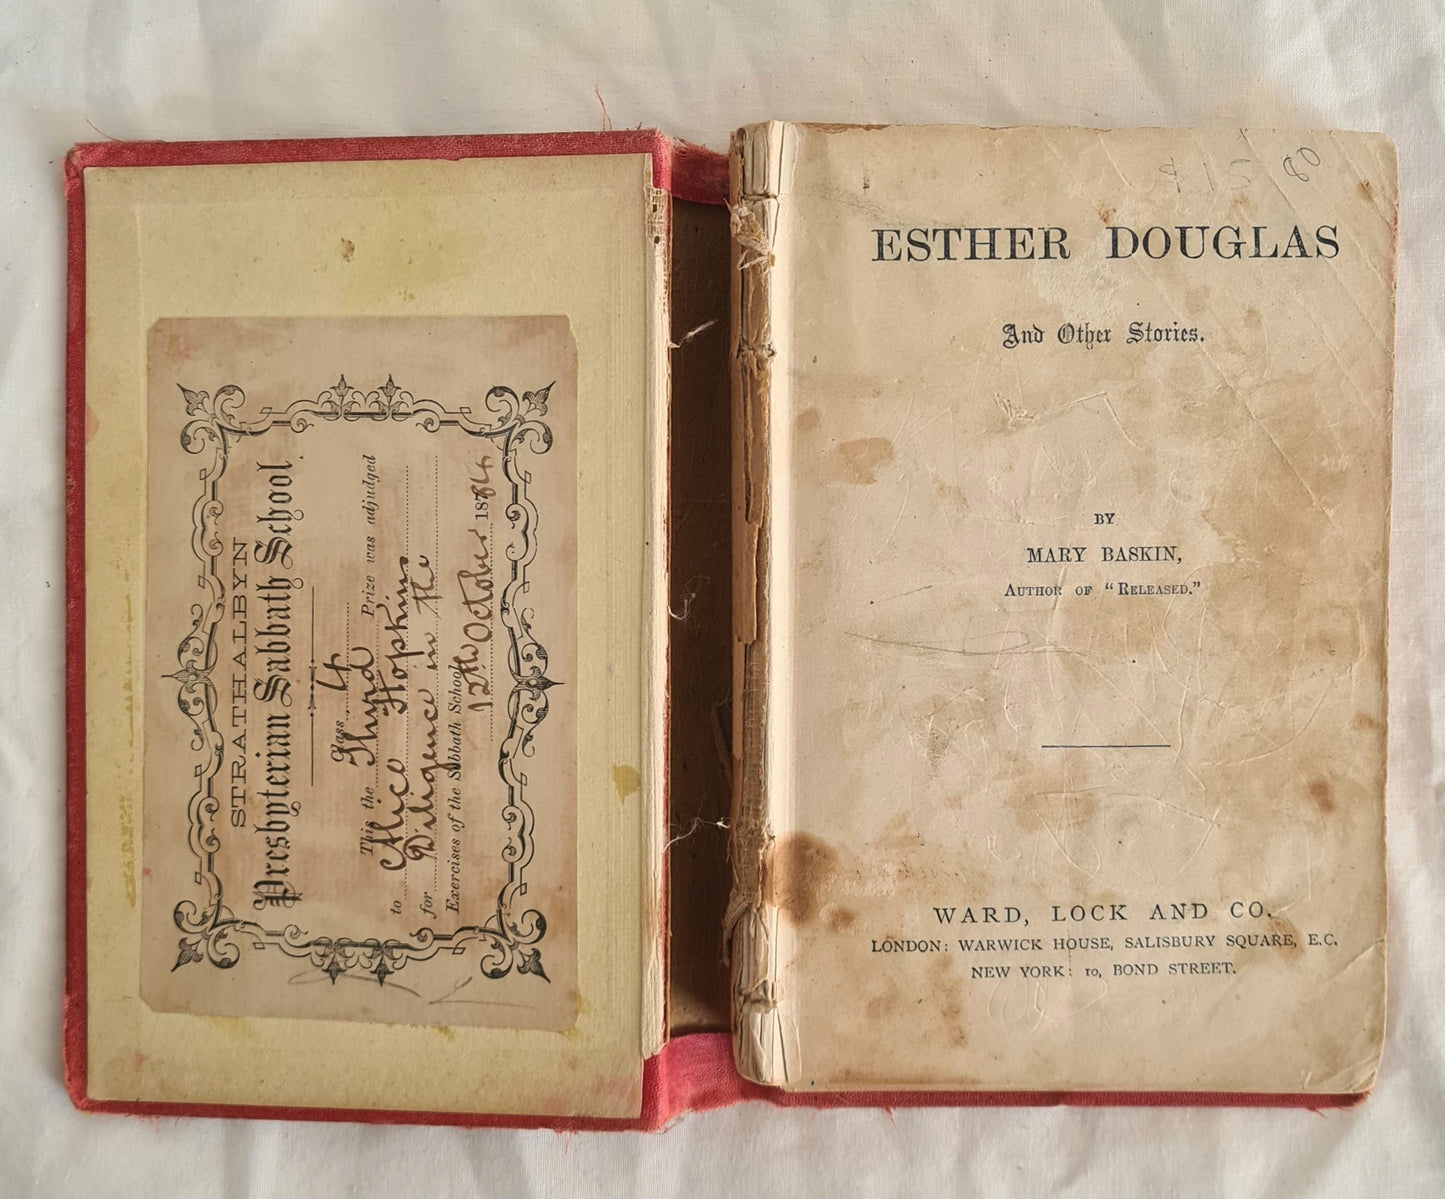 STRATHALBYN
Presbyterian Sabbath School.
Class 4
This the Third Prize was adjudged
to Alice Hopkins
for Diligence in the
Exercises of the Sabbath School
12th October 1884
ESTHER DOUGLAS
And Other Stories.
BY
MARY BASKIN,
AUTHOR OF "RELEASED."
WARD, LOCK AND CO.
LONDON: WARWICK HOUSE, SALISBURY SQUARE, E.C.
NEW YORK: 10, BOND STREET.